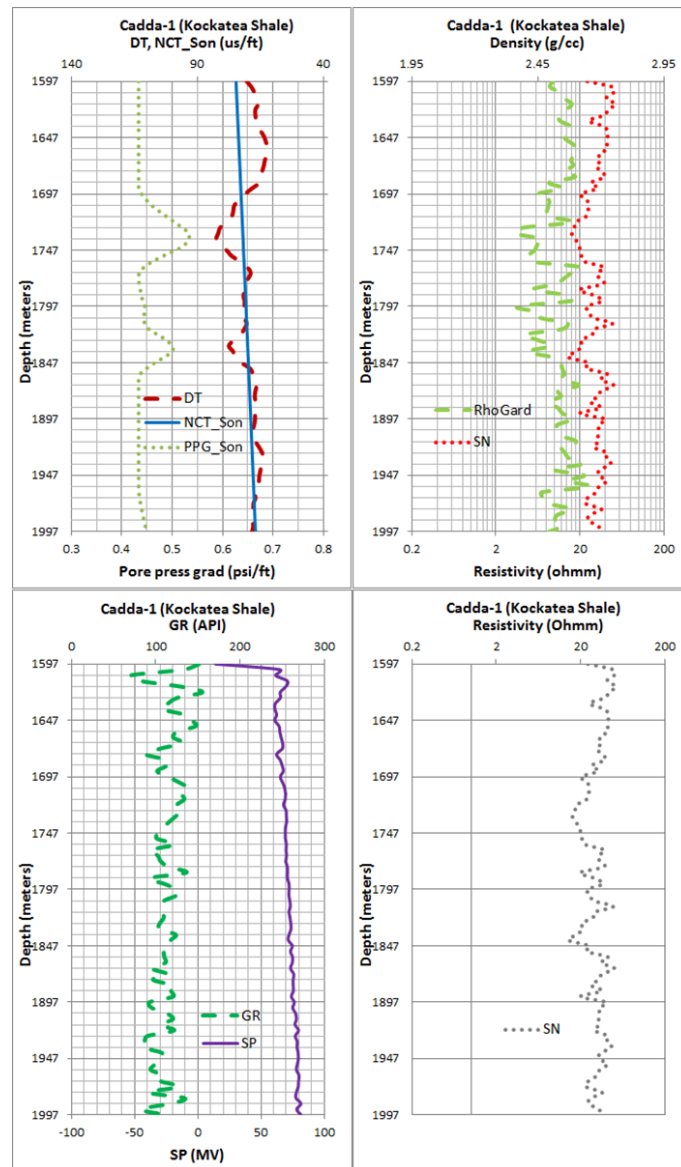 Cadda-1 (Kockatea Shale)
DT, NCT_Son (us/ft)
140 90 40
1597
1647
1697
1747
1797
1847
1897
1947
1997
Depth (meters)
DT
NCT_Son
PPG_Son
0.3 0.4 0.5 0.6 0.7 0.8
Pore press grad (psi/ft)
Cadda-1 (Kockatea Shale)
Density (g/cc)
1.95 2.45 2.95
1597
1647
1697
1747
1797
1847
1897
1947
1997
Depth (meters)
RhoGard
SN
0.2 2 20 200
Resistivity (ohmm)
Cadda-1 (Kockatea Shale)
GR (API)
0 100 200 300
1597
1647
1697
1747
1797
1847
1897
1947
1997
Depth (meters)
GR
SP
-100 -50 0 50 100
SP (MV)
Cadda-1 (Kockatea Shale)
Resistivity (Ohmm)
0.2 2 20 200
1597
1647
1697
1747
1797
1847
1897
1947
1997
Depth (meters)
SN